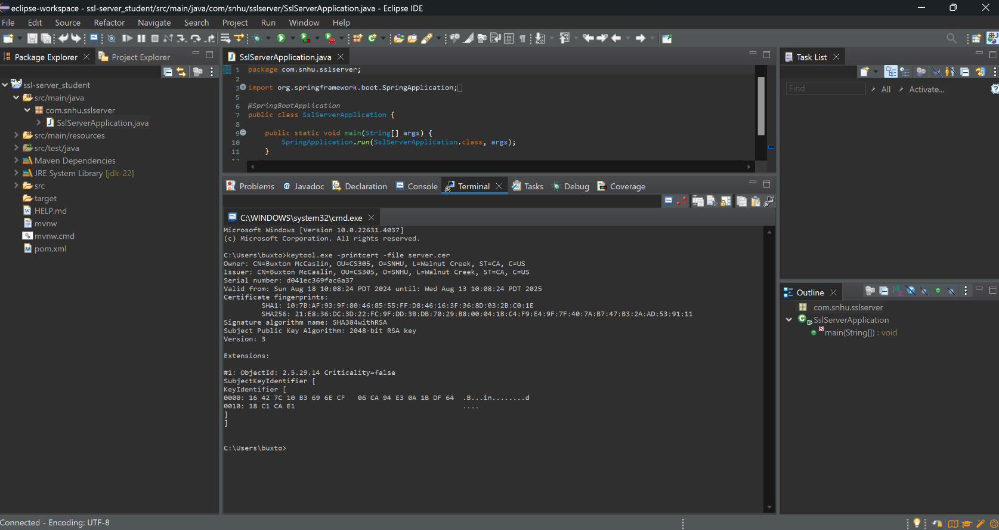 eclipse-workspace - ssl-server_student/src/main/java/com/snhu/sslserver/SslServerApplication.java - Eclipse IDE
File Edit Source Refactor Navigate Search Project Run Window Help
Package Explorer Project Explorer
ssl-server_student
src/main/java
com.snhu.sslserver
SslServerApplication.java
src/main/resources
src/test/java
Maven Dependencies
JRE System Library [jdk-22]
src
target
HELP.md
mvnw
mvnw.cmd
pom.xml
SslServerApplication.java
1 package com.snhu.sslserver;
2
3 import org.springframework.boot.SpringApplication;
5
6 @SpringBootApplication
7 public class SslServerApplication {
8
9 public static void main(String[] args) {
10 SpringApplication.run(SslServerApplication.class, args);
11 }
12
Problems Javadoc Declaration Console Terminal Tasks Debug Coverage
C:\WINDOWS\system32\cmd.exe
Microsoft Windows [Version 10.0.22631.4037]
(c) Microsoft Corporation. All rights reserved.
C:\Users\buxto>keytool.exe -printcert -file server.cer
Owner: CN=Buxton McCaslin, OU=CS305, O=SNHU, L=Walnut Creek, ST=CA, C=US
Issuer: CN=Buxton McCaslin, OU=CS305, O=SNHU, L=Walnut Creek, ST=CA, C=US
Serial number: d041ec369fac6a37
Valid from: Sun Aug 18 10:08:24 PDT 2024 until: Wed Aug 13 10:08:24 PDT 2025
Certificate fingerprints:
SHA1: 10:7B:AF:93:9F:80:46:85:55:FF:D8:46:16:3F:36:8D:03:2B:C0:1E
SHA256: 21:E8:36:DC:3D:22:FC:9F:DD:3B:DB:70:29:B8:00:04:1B:C4:F9:E4:9F:7F:40:7A:B7:47:B3:2A:AD:53:91:11
Signature algorithm name: SHA384withRSA
Subject Public Key Algorithm: 2048-bit RSA key
Version: 3
Extensions:
#1: ObjectId: 2.5.29.14 Criticality=false
SubjectKeyIdentifier [
KeyIdentifier [
0000: 16 42 7C 10 B3 69 6E CF 06 CA 94 E3 0A 1B DF 64 .B...in........d
0010: 18 C1 CA E1 ....
]
]
C:\Users\buxto>
Task List
Find All Activate...
Outline
com.snhu.sslserver
SslServerApplication
main(String[]) : void
Connected - Encoding: UTF-8